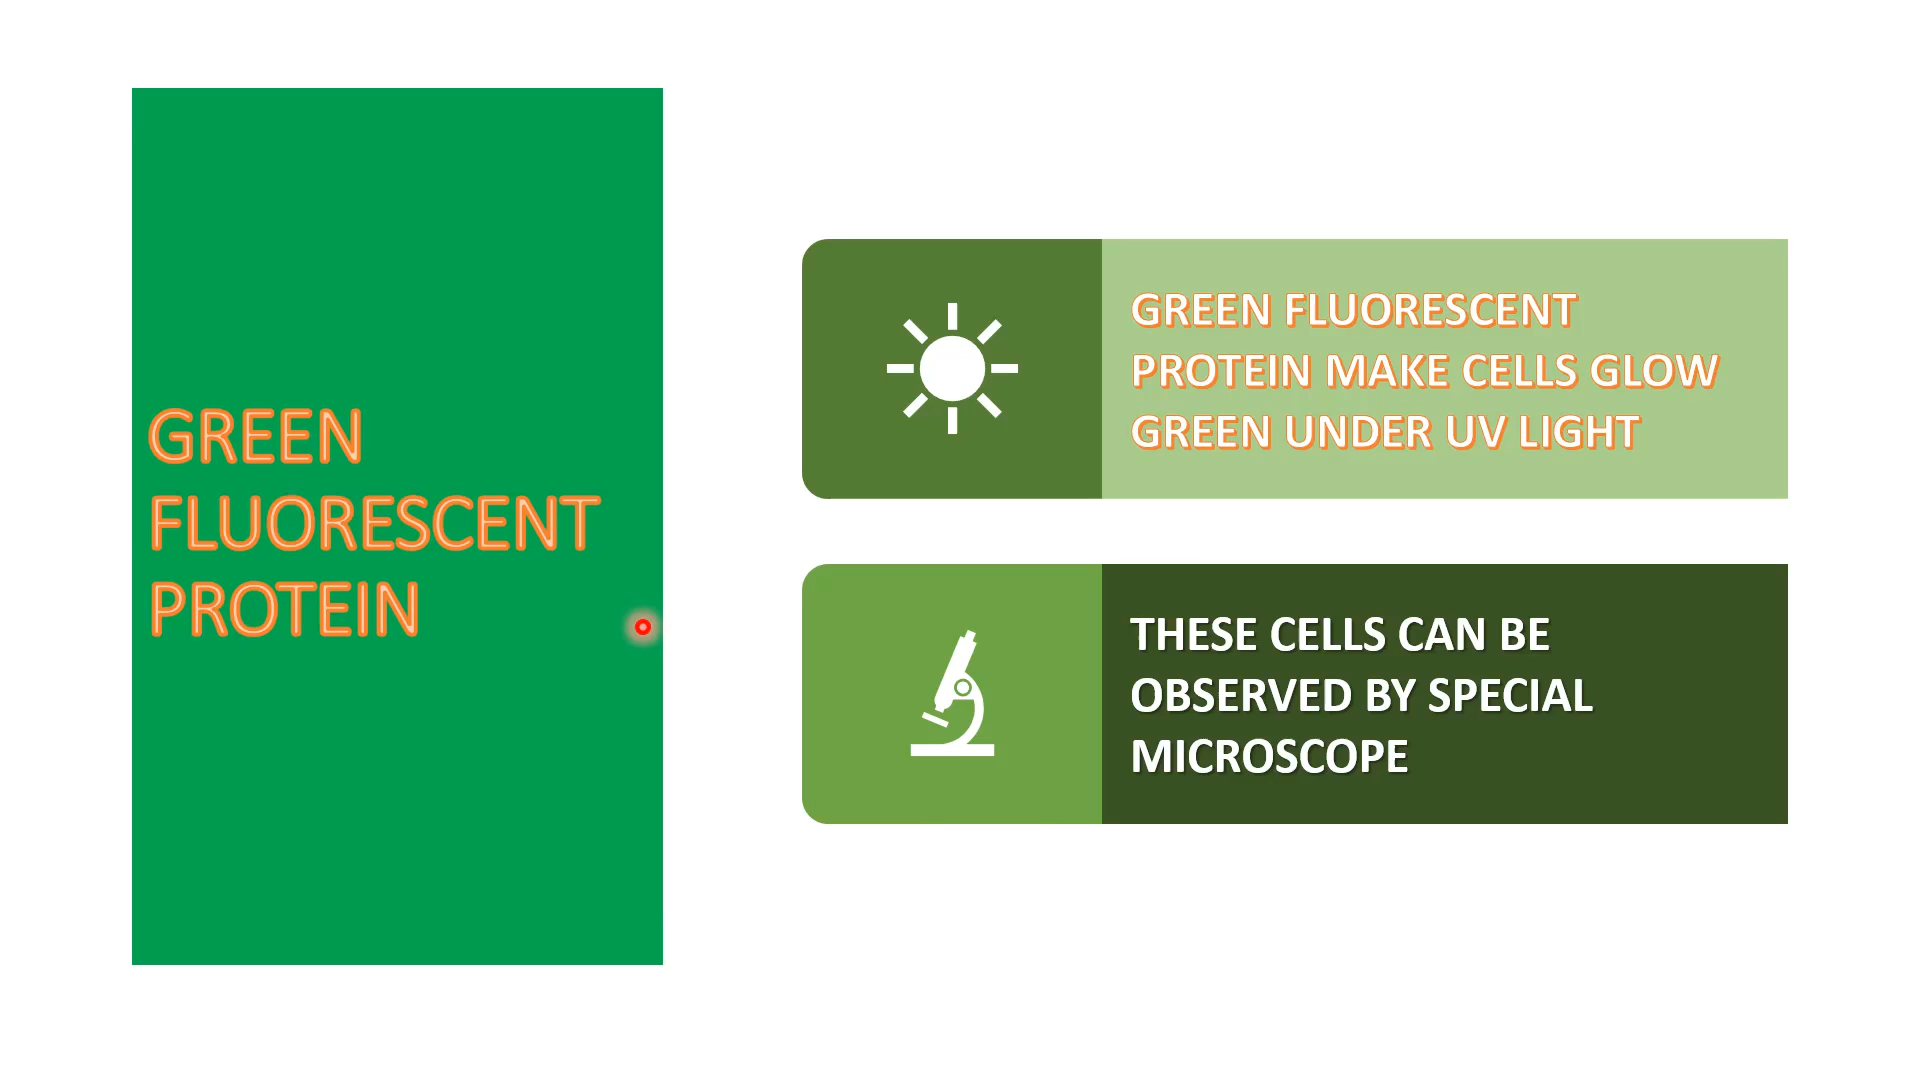 GREEN
FLUORESCENT
PROTEIN
GREEN FLUORESCENT
PROTEIN MAKE CELLS GLOW
GREEN UNDER UV LIGHT
THESE CELLS CAN BE
OBSERVED BY SPECIAL
MICROSCOPE